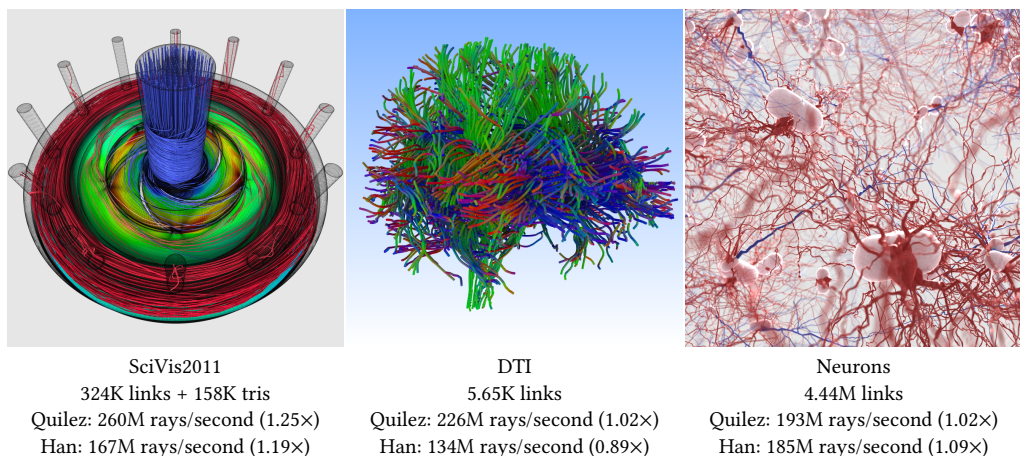 SciVis2011
324K links + 158K tris
Quilez: 260M rays/second (1.25×)
Han: 167M rays/second (1.19×)
DTI
5.65K links
Quilez: 226M rays/second (1.02×)
Han: 134M rays/second (0.89×)
Neurons
4.44M links
Quilez: 193M rays/second (1.02×)
Han: 185M rays/second (1.09×)